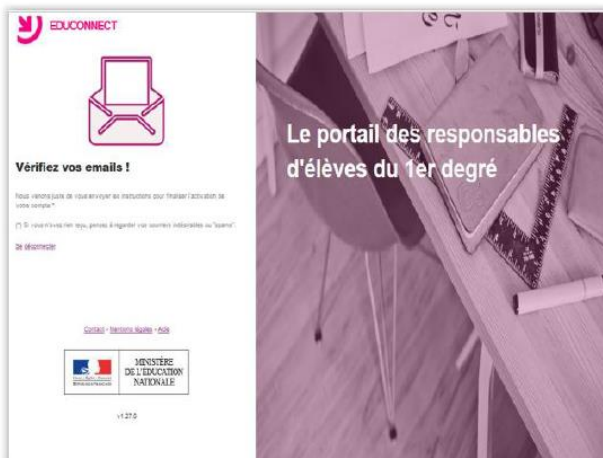 EDUCONNECT
Vérifiez vos emails !
Nous venons juste de vous envoyer les instructions pour finaliser l'activation de
votre compte *.
(*) Si vous n'avez rien reçu, pensez à regarder vos courriers indésirables ou "spams".
Se déconnecter
Contact - Mentions légales - Aide
MINISTÈRE
DE L'ÉDUCATION
NATIONALE
v1.27.0
Le portail des responsables
d'élèves du 1er degré